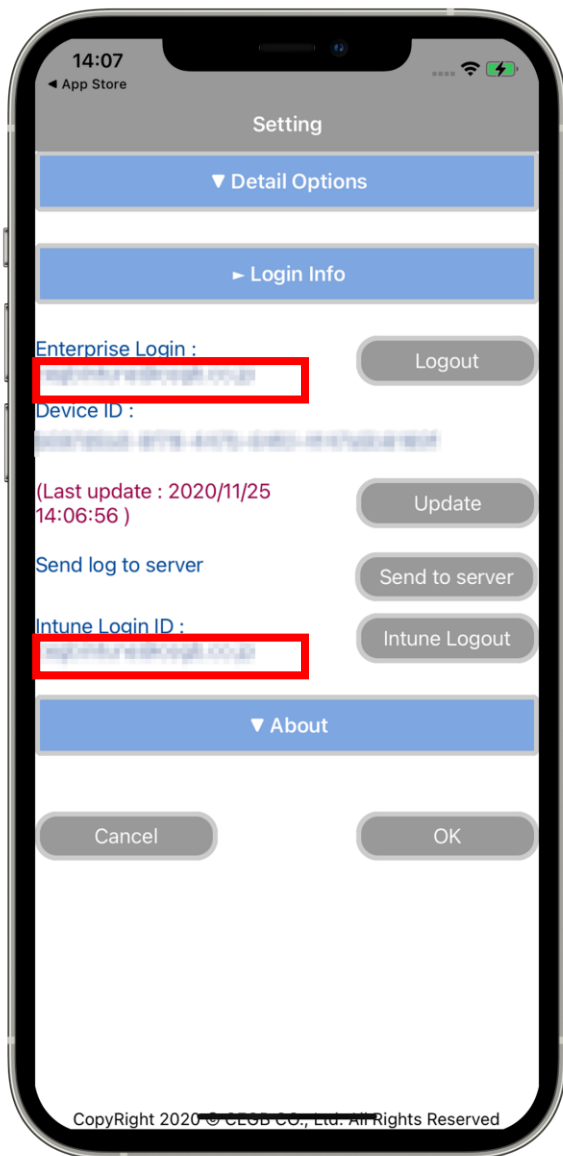 14:07
◀ App Store
Setting
▼ Detail Options
► Login Info
Enterprise Login :
Logout
Device ID :
(Last update : 2020/11/25
14:06:56 )
Update
Send log to server
Send to server
Intune Login ID :
Intune Logout
▼ About
Cancel
OK
CopyRight 2020 © CEGB CO., Ltd. All Rights Reserved